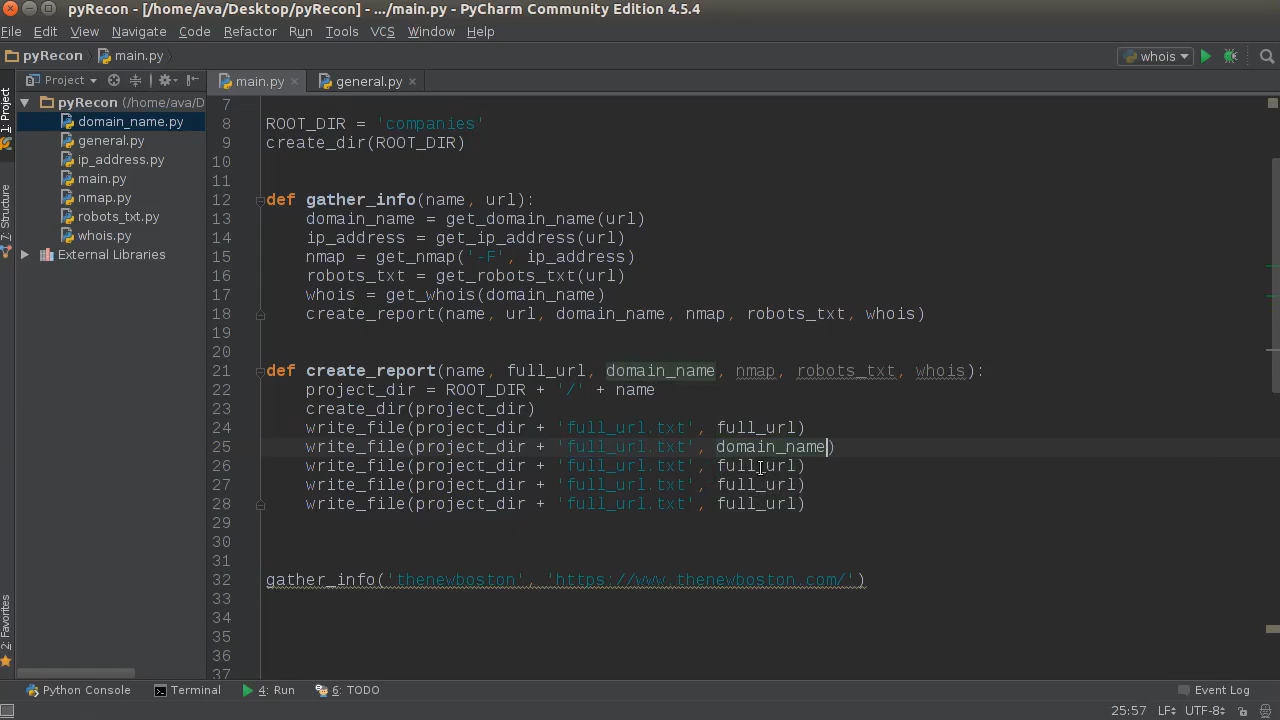 pyRecon - [/home/ava/Desktop/pyRecon] - .../main.py - PyCharm Community Edition 4.5.4
File Edit View Navigate Code Refactor Run Tools VCS Window Help
pyRecon main.py whois
Project main.py general.py
1: Project
7: Structure
2: Favorites
pyRecon (/home/ava/D
domain_name.py
general.py
ip_address.py
main.py
nmap.py
robots_txt.py
whois.py
External Libraries
7
8 ROOT_DIR = 'companies'
9 create_dir(ROOT_DIR)
10
11
12 def gather_info(name, url):
13 domain_name = get_domain_name(url)
14 ip_address = get_ip_address(url)
15 nmap = get_nmap('-F', ip_address)
16 robots_txt = get_robots_txt(url)
17 whois = get_whois(domain_name)
18 create_report(name, url, domain_name, nmap, robots_txt, whois)
19
20
21 def create_report(name, full_url, domain_name, nmap, robots_txt, whois):
22 project_dir = ROOT_DIR + '/' + name
23 create_dir(project_dir)
24 write_file(project_dir + 'full_url.txt', full_url)
25 write_file(project_dir + 'full_url.txt', domain_name)
26 write_file(project_dir + 'full_url.txt', full_url)
27 write_file(project_dir + 'full_url.txt', full_url)
28 write_file(project_dir + 'full_url.txt', full_url)
29
30
31
32 gather_info('thenewboston', 'https://www.thenewboston.com/')
33
34
35
36
37
Python Console Terminal 4: Run 6: TODO Event Log
25:57 LF UTF-8